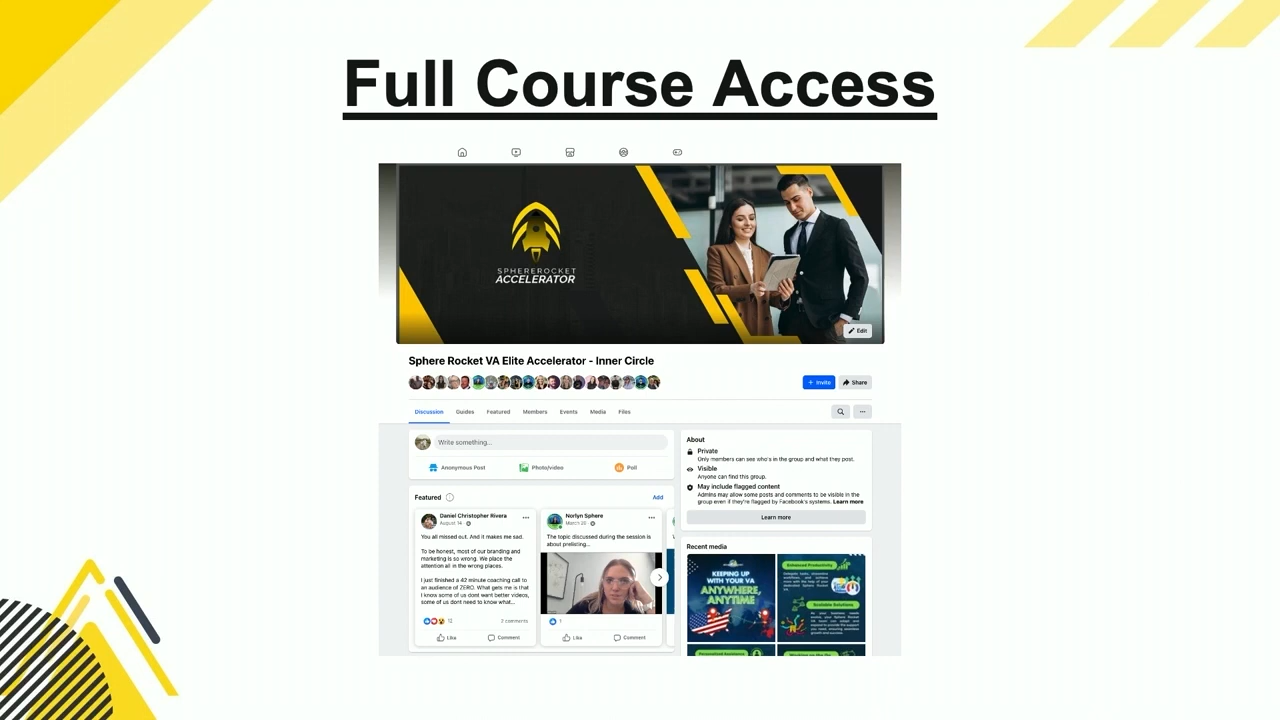 Full Course Access
SPHEREROCKET
ACCELERATOR
Edit
Sphere Rocket VA Elite Accelerator - Inner Circle
+ Invite
Share
Discussion Guides Featured Members Events Media Files
Write something...
Anonymous Post Photo/video Poll
Featured
Add
Daniel Christopher Rivera
August 14
You all missed out. And it makes me sad.
To be honest, most of our branding and
marketing is so wrong. We place the
attention all in the wrong places.
I just finished a 42 minute coaching call to
an audience of ZERO. What gets me is that
I know some of us dont want better videos,
some of us dont need to know what...
12
2 comments
Like Comment
Norlyn Sphere
The topic discussed during the session is
about prelisting...
1
Like Comment
About
Private
Only members can see who's in the group and what they post.
Visible
Anyone can find this group.
May include flagged content
Admins may allow some posts and comments to be visible in the
group even if they're flagged by Facebook's systems. Learn more
Learn more
Recent media
KEEPING UP
WITH YOUR VA
ANYWHERE,
ANYTIME
Enhanced Productivity
Scalable Solutions